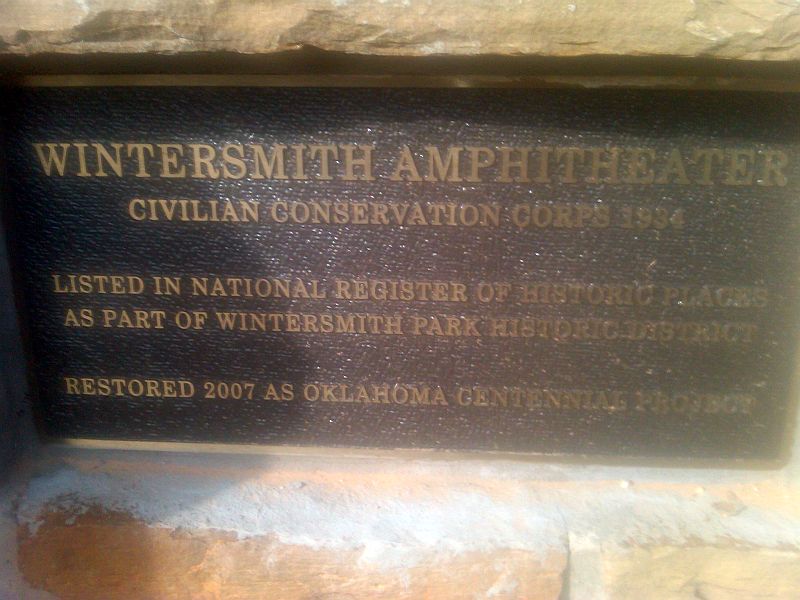 WINTERSMITH AMPHITHEATER
CIVILIAN CONSERVATION CORPS 1934
LISTED IN NATIONAL REGISTER OF HISTORIC PLACES
AS PART OF WINTERSMITH PARK HISTORIC DISTRICT
RESTORED 2007 AS OKLAHOMA CENTENNIAL PROJECT